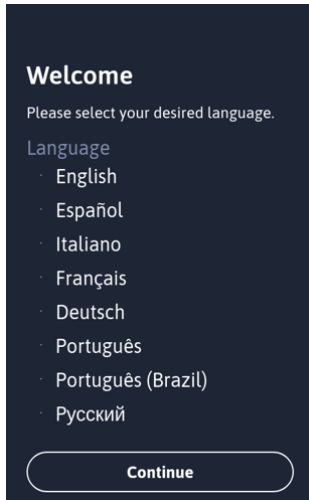 Welcome
Please select your desired language.
Language
English
Español
Italiano
Français
Deutsch
Português
Português (Brazil)
Русский
Continue